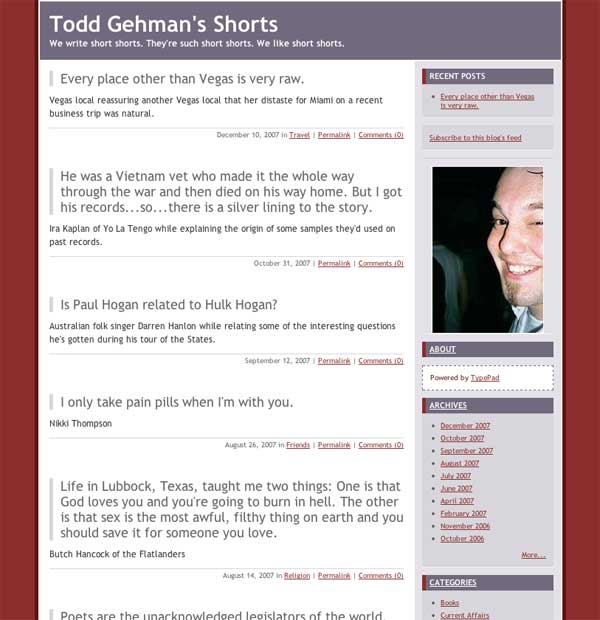 Todd Gehman's Shorts
We write short shorts. They're such short shorts. We like short shorts.
Every place other than Vegas is very raw.
Vegas local reassuring another Vegas local that her distaste for Miami on a recent
business trip was natural.
December 10, 2007 in Travel | Permalink | Comments (0)
He was a Vietnam vet who made it the whole way
through the war and then died on his way home. But I got
his records...so...there is a silver lining to the story.
Ira Kaplan of Yo La Tengo while explaining the origin of some samples they'd used on
past records.
October 31, 2007 | Permalink | Comments (0)
Is Paul Hogan related to Hulk Hogan?
Australian folk singer Darren Hanlon while relating some of the interesting questions
he's gotten during his tour of the States.
September 12, 2007 | Permalink | Comments (0)
I only take pain pills when I'm with you.
Nikki Thompson
August 26, 2007 in Friends | Permalink | Comments (0)
Life in Lubbock, Texas, taught me two things: One is that
God loves you and you're going to burn in hell. The other
is that sex is the most awful, filthy thing on earth and you
should save it for someone you love.
Butch Hancock of the Flatlanders
August 14, 2007 in Religion | Permalink | Comments (0)
Poets are the unacknowledged legislators of the world.
RECENT POSTS
Every place other than Vegas
is very raw.
Subscribe to this blog's feed
ABOUT
Powered by TypePad
ARCHIVES
December 2007
October 2007
September 2007
August 2007
July 2007
June 2007
April 2007
February 2007
November 2006
October 2006
More...
CATEGORIES
Books
Current Affairs